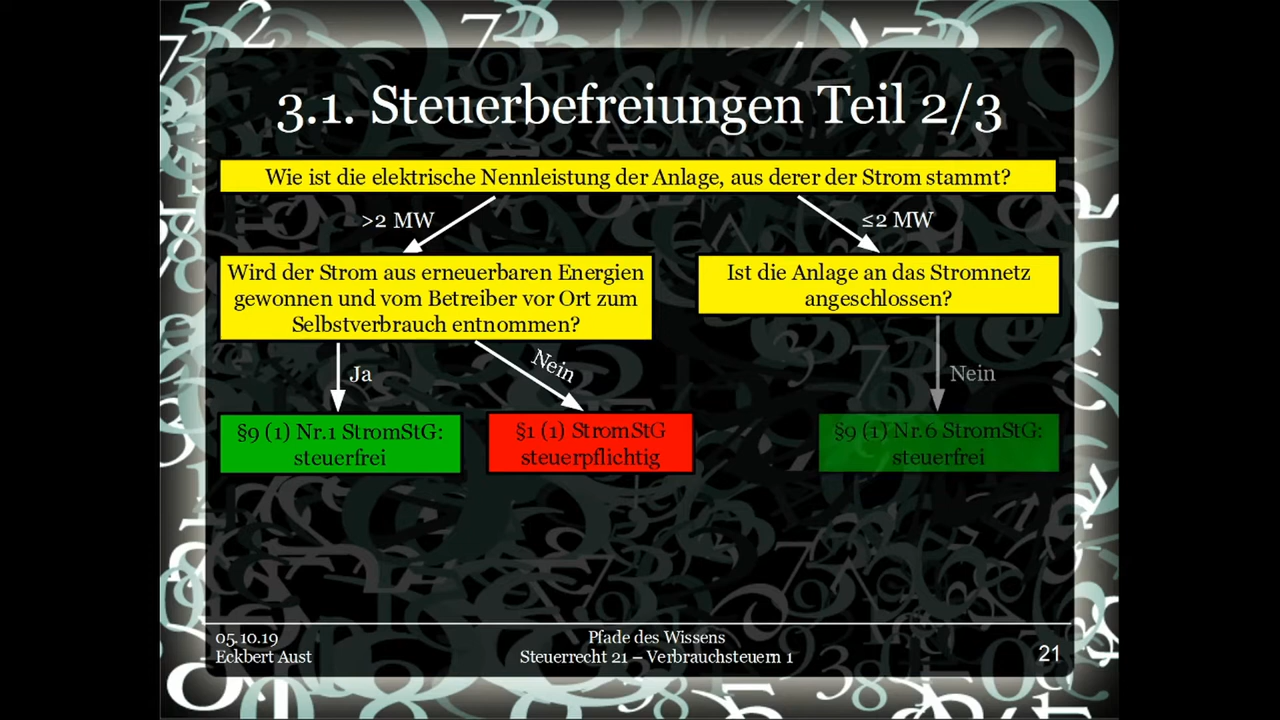 3.1. Steuerbefreiungen Teil 2/3
Wie ist die elektrische Nennleistung der Anlage, aus derer der Strom stammt?
>2 MW
≤2 MW
Wird der Strom aus erneuerbaren Energien
gewonnen und vom Betreiber vor Ort zum
Selbstverbrauch entnommen?
Ist die Anlage an das Stromnetz
angeschlossen?
Ja
Nein
Nein
§9 (1) Nr.1 StromStG:
steuerfrei
§1 (1) StromStG
steuerpflichtig
§9 (1) Nr.6 StromStG:
steuerfrei
05.10.19
Eckbert Aust
Pfade des Wissens
Steuerrecht 21 – Verbrauchsteuern 1
21